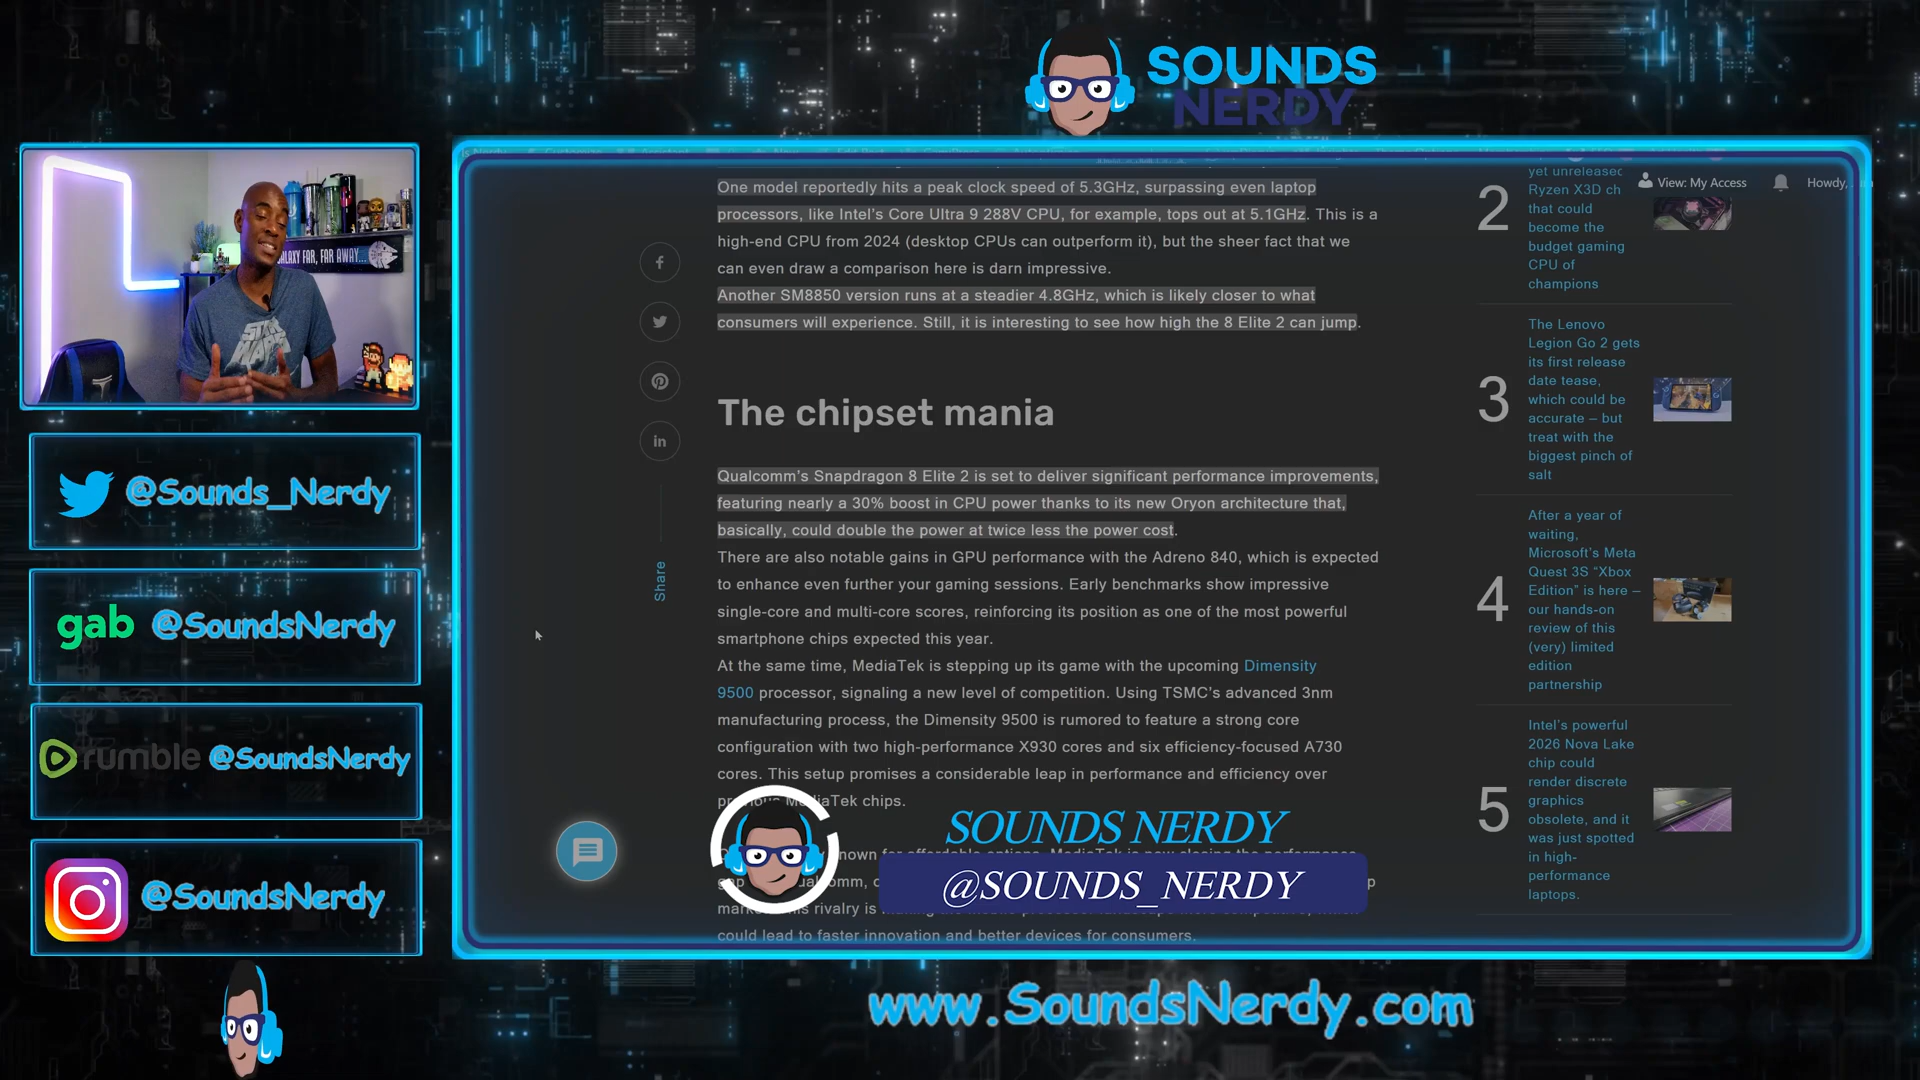 SOUNDS
NERDY
GALAXY FAR, FAR AWAY...
STAR
WARS
@Sounds_Nerdy
gab @SoundsNerdy
rumble @SoundsNerdy
@SoundsNerdy
One model reportedly hits a peak clock speed of 5.3GHz, surpassing even laptop
processors, like Intel's Core Ultra 9 288V CPU, for example, tops out at 5.1GHz. This is a
high-end CPU from 2024 (desktop CPUs can outperform it), but the sheer fact that we
can even draw a comparison here is darn impressive.
Another SM8850 version runs at a steadier 4.8GHz, which is likely closer to what
consumers will experience. Still, it is interesting to see how high the 8 Elite 2 can jump.
The chipset mania
Qualcomm's Snapdragon 8 Elite 2 is set to deliver significant performance improvements,
featuring nearly a 30% boost in CPU power thanks to its new Oryon architecture that,
basically, could double the power at twice less the power cost.
There are also notable gains in GPU performance with the Adreno 840, which is expected
to enhance even further your gaming sessions. Early benchmarks show impressive
single-core and multi-core scores, reinforcing its position as one of the most powerful
smartphone chips expected this year.
At the same time, MediaTek is stepping up its game with the upcoming Dimensity
9500 processor, signaling a new level of competition. Using TSMC's advanced 3nm
manufacturing process, the Dimensity 9500 is rumored to feature a strong core
configuration with two high-performance X930 cores and six efficiency-focused A730
cores. This setup promises a considerable leap in performance and efficiency over
previous MediaTek chips.
could lead to faster innovation and better devices for consumers.
Share
SOUNDS NERDY
@SOUNDS_NERDY
View: My Access
Howdy,
2
yet unreleased
Ryzen X3D ch
that could
become the
budget gaming
CPU of
champions
3
The Lenovo
Legion Go 2 gets
its first release
date tease,
which could be
accurate – but
treat with the
biggest pinch of
salt
4
After a year of
waiting,
Microsoft's Meta
Quest 3S "Xbox
Edition" is here –
our hands-on
review of this
(very) limited
edition
partnership
5
Intel's powerful
2026 Nova Lake
chip could
render discrete
graphics
obsolete, and it
was just spotted
in high-
performance
laptops.
www.SoundsNerdy.com